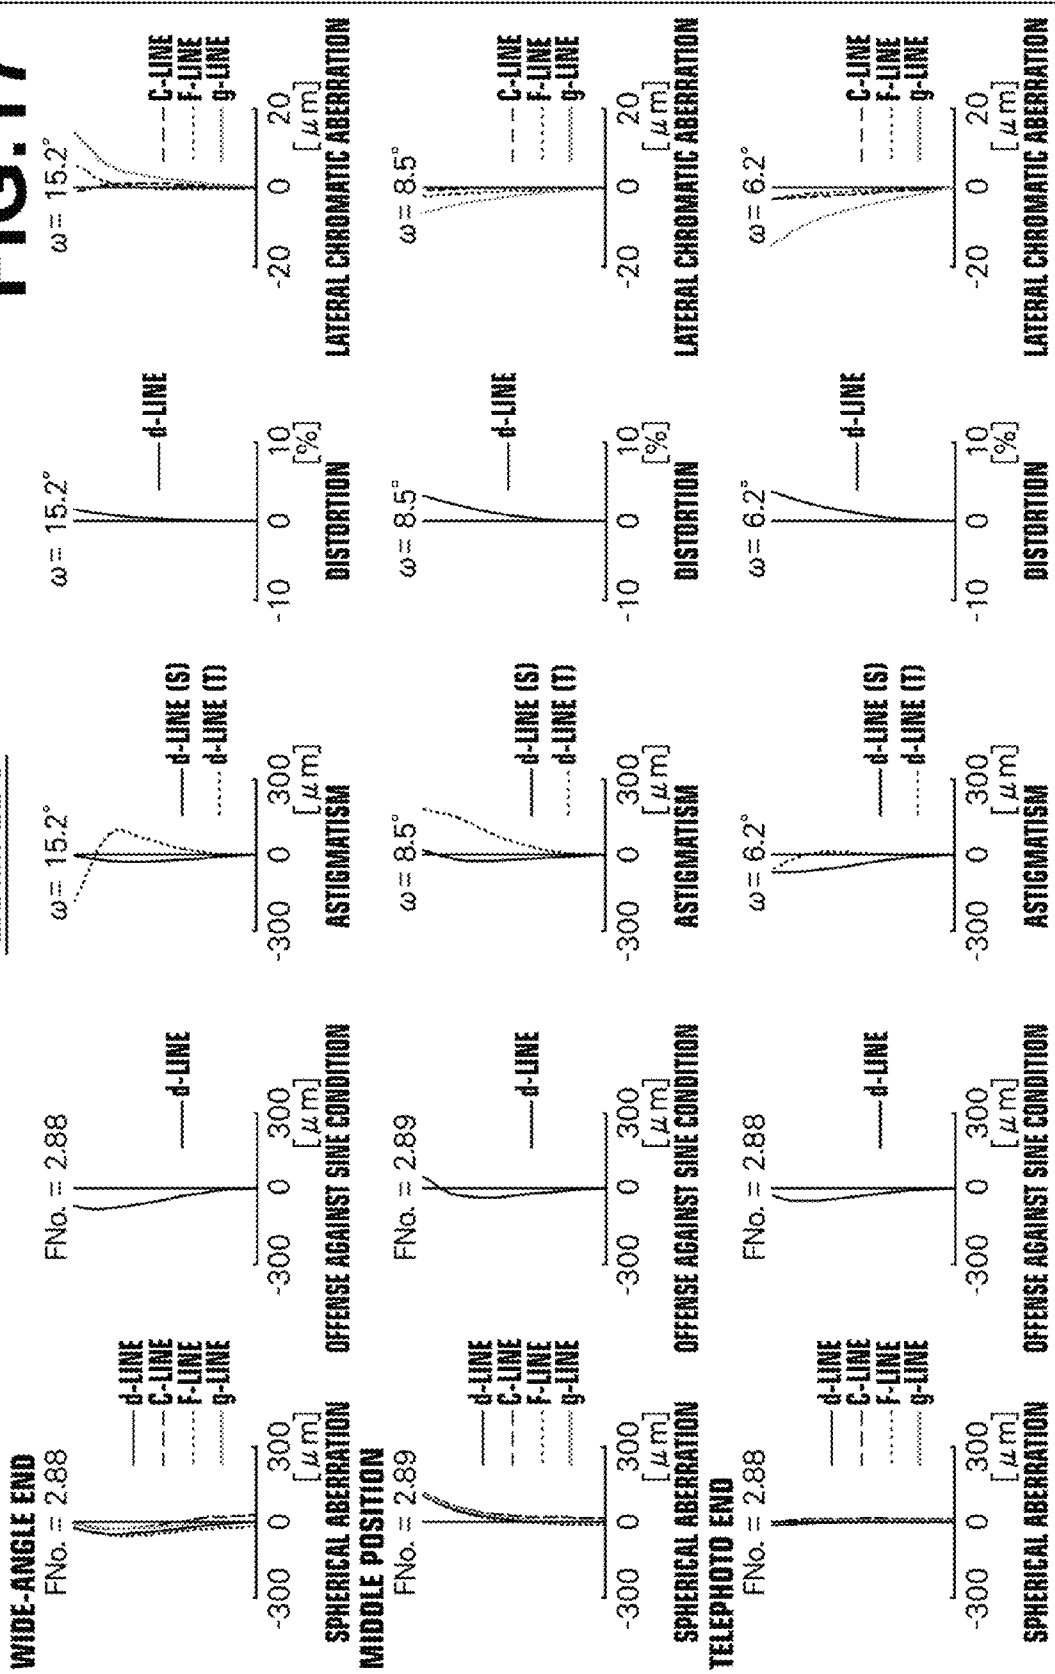 FIG. 17
WIDE-ANGLE END
FNo. = 2.88
d-LINE
C-LINE
F-LINE
g-LINE
-300 0 300
[μm]
SPHERICAL ABERRATION
FNo. = 2.88
d-LINE
-300 0 300
[μm]
OFFENSE AGAINST SINE CONDITION
ω= 15.2°
d-LINE (S)
d-LINE (T)
-300 0 300
[μm]
ASTIGMATISM
ω= 15.2°
d-LINE
-10 0 10
[%]
DISTORTION
ω= 15.2°
C-LINE
F-LINE
g-LINE
-20 0 20
[μm]
LATERAL CHROMATIC ABERRATION
MIDDLE POSITION
FNo. = 2.89
d-LINE
C-LINE
F-LINE
g-LINE
-300 0 300
[μm]
SPHERICAL ABERRATION
FNo. = 2.89
d-LINE
-300 0 300
[μm]
OFFENSE AGAINST SINE CONDITION
ω= 8.5°
d-LINE (S)
d-LINE (T)
-300 0 300
[μm]
ASTIGMATISM
ω= 8.5°
d-LINE
-10 0 10
[%]
DISTORTION
ω= 8.5°
C-LINE
F-LINE
g-LINE
-20 0 20
[μm]
LATERAL CHROMATIC ABERRATION
TELEPHOTO END
FNo. = 2.88
d-LINE
C-LINE
F-LINE
g-LINE
-300 0 300
[μm]
SPHERICAL ABERRATION
FNo. = 2.88
d-LINE
-300 0 300
[μm]
OFFENSE AGAINST SINE CONDITION
ω= 6.2°
d-LINE (S)
d-LINE (T)
-300 0 300
[μm]
ASTIGMATISM
ω= 6.2°
d-LINE
-10 0 10
[%]
DISTORTION
ω= 6.2°
C-LINE
F-LINE
g-LINE
-20 0 20
[μm]
LATERAL CHROMATIC ABERRATION